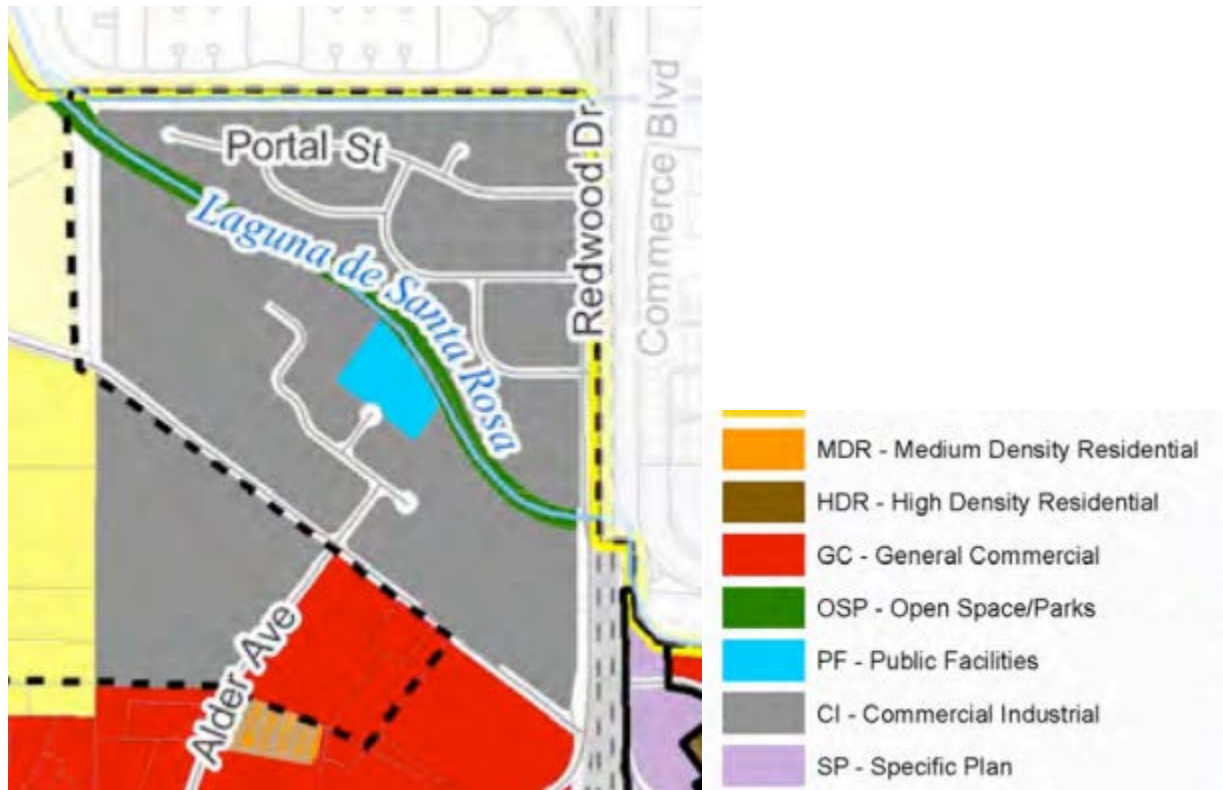 Portal St
Laguna de Santa Rosa
Redwood Dr
Commerce Blvd
Alder Ave
MDR - Medium Density Residential
HDR - High Density Residential
GC - General Commercial
OSP - Open Space/Parks
PF - Public Facilities
CI - Commercial Industrial
SP - Specific Plan